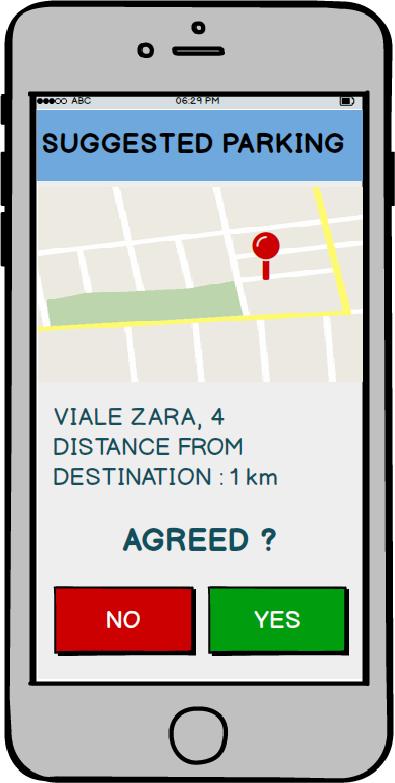 ABC 06:29 PM
SUGGESTED PARKING
VIALE ZARA, 4
DISTANCE FROM
DESTINATION : 1 km
AGREED ?
NO YES